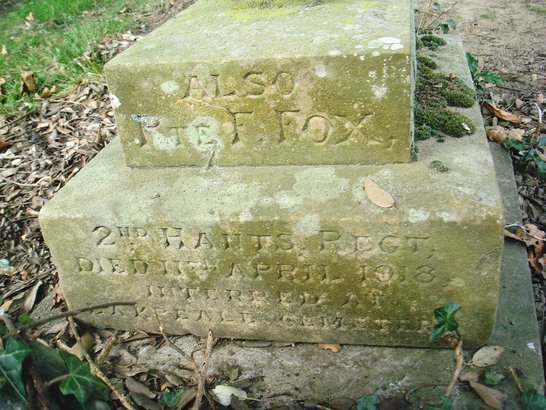 ALSO
PTE F. FOX.
2ND HANTS. REGT,
DIED 11TH APRIL 1918,
INTERRED AT